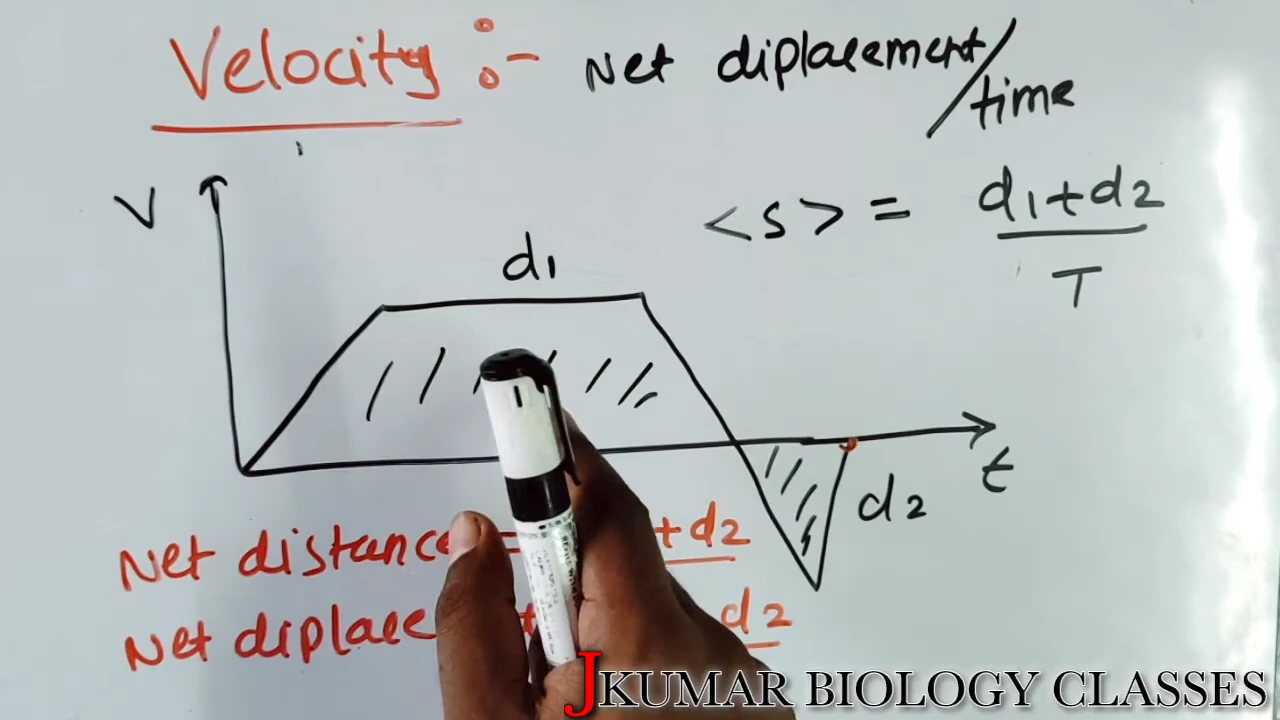 Velocity :- Net diplacement/
time
V
<s> = d1+d2
T
d1
t
d2
Net distance = +d2
Net diplace d2
JKUMAR BIOLOGY CLASSES